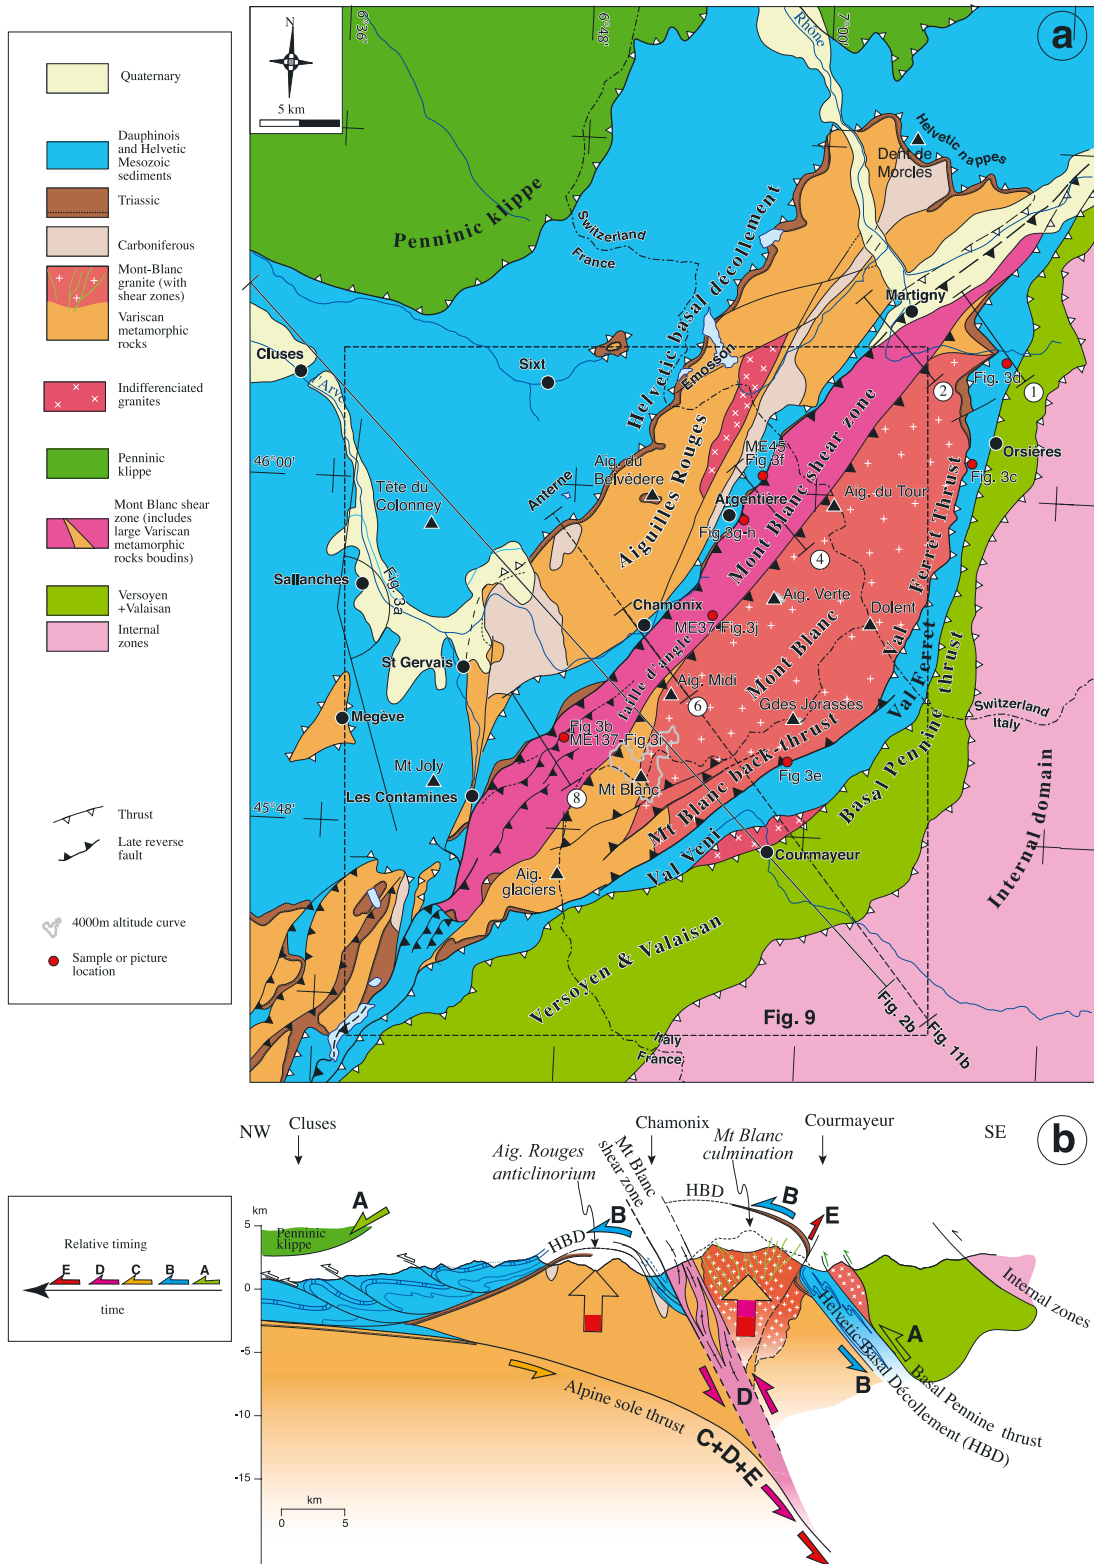 Quaternary
Dauphinois
and Helvetic
Mesozoic
sediments
Triassic
Carboniferous
Mont-Blanc
granite (with
shear zones)
Variscan
metamorphic
rocks
Indifferenciated
granites
Penninic
klippe
Mont Blanc shear
zone (includes
large Variscan
metamorphic
rocks boudins)
Versoyen
+Valaisan
Internal
zones
Thrust
Late reverse
fault
4000m altitude curve
Sample or picture
location
a
N
5 km
6°36'
6°48'
7°00'
46°00'
45°48'
Rhône
Helvetic nappes
Dent de
Morcles
Penninic klippe
Switzerland
France
Helvetic basal décollement
Martigny
Cluses
Arve
Sixt
Emosson
Fig. 3d
1
2
Orsières
Fig. 3c
ME45
Fig 3f
Aig. du
Belvédere
Anterne
Tête du
Colonney
Argentière
Aig. du Tour
Fig 3g-h
Aiguilles Rouges
Mont Blanc shear zone
4
Sallanches
Fig. 3a
Aig. Verte
Dolent
Chamonix
ME37-Fig.3j
Val Ferret Thrust
St Gervais
faille d'angle
Mont Blanc
Aig. Midi
6
Val Ferret
Megève
Gdes Jorasses
Switzerland
Italy
Fig 3b
ME137-Fig.3i
Mt Joly
Fig 3e
Les Contamines
8
Mt Blanc
Mt Blanc back-thrust
Basal Pennine thrust
Val Veni
Courmayeur
Aig.
glaciers
Internal domain
Versoyen & Valaisan
Fig. 2b
Fig. 11b
Fig. 9
Italy
France
b
NW
Cluses
Chamonix
Courmayeur
SE
Aig. Rouges
anticlinorium
Mt Blanc
shear zone
Mt Blanc
culmination
HBD
HBD
A
B
B
E
km
5
0
-5
-10
-15
Penninic
klippe
Relative timing
E D C B A
time
Internal zones
Helvetic Basal Décollement (HBD)
Basal Pennine thrust
A
B
D
Alpine sole thrust
C+D+E
km
0 5